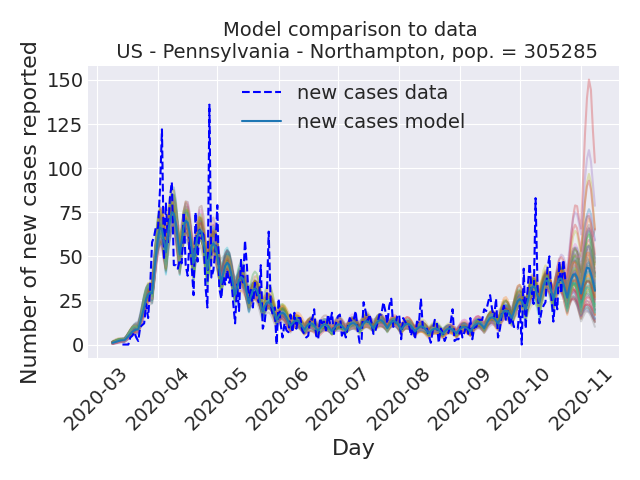 Model comparison to data
US - Pennsylvania - Northampton, pop. = 305285
new cases data
new cases model
Number of new cases reported
150
125
100
75
50
25
0
2020-03
2020-04
2020-05
2020-06
2020-07
2020-08
2020-09
2020-10
2020-11
Day